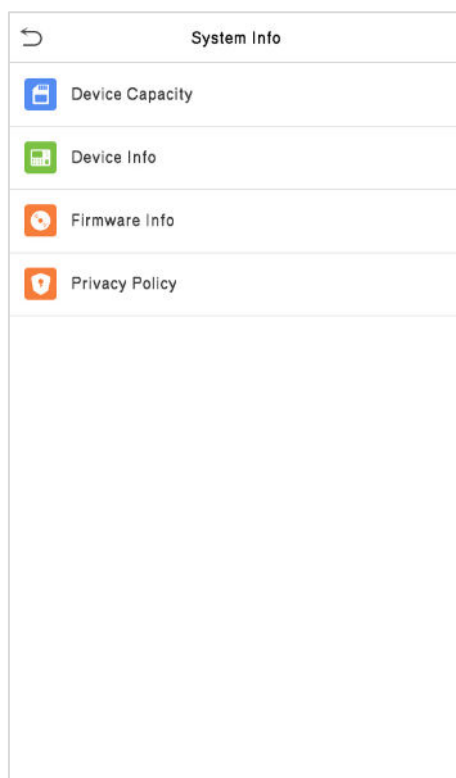 System Info
Device Capacity
Device Info
Firmware Info
Privacy Policy